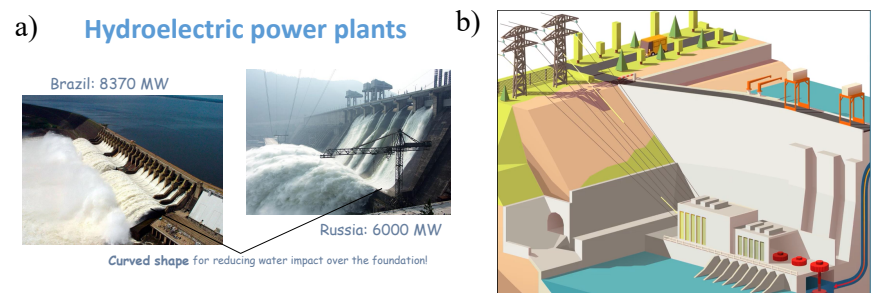 a)
Hydroelectric power plants
b)
Brazil: 8370 MW
Russia: 6000 MW
Curved shape for reducing water impact over the foundation!